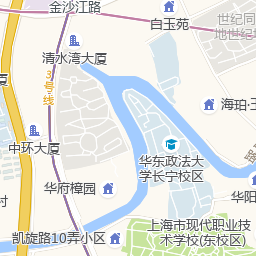 金沙江路
白玉苑
世纪同
地世纪
清水湾大厦
厦
3号线
海珀·
中环大厦
华东政法大
学长宁校区
路
华府樟园
华阳
村
上海市现代职业技
术学校(东校区)
凯旋路10弄小区